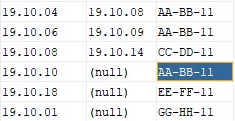 19.10.04 19.10.08 AA-BB-11
19.10.06 19.10.09 AA-BB-11
19.10.08 19.10.14 CC-DD-11
19.10.10 (null) AA-BB-11
19.10.18 (null) EE-FF-11
19.10.01 (null) GG-HH-11